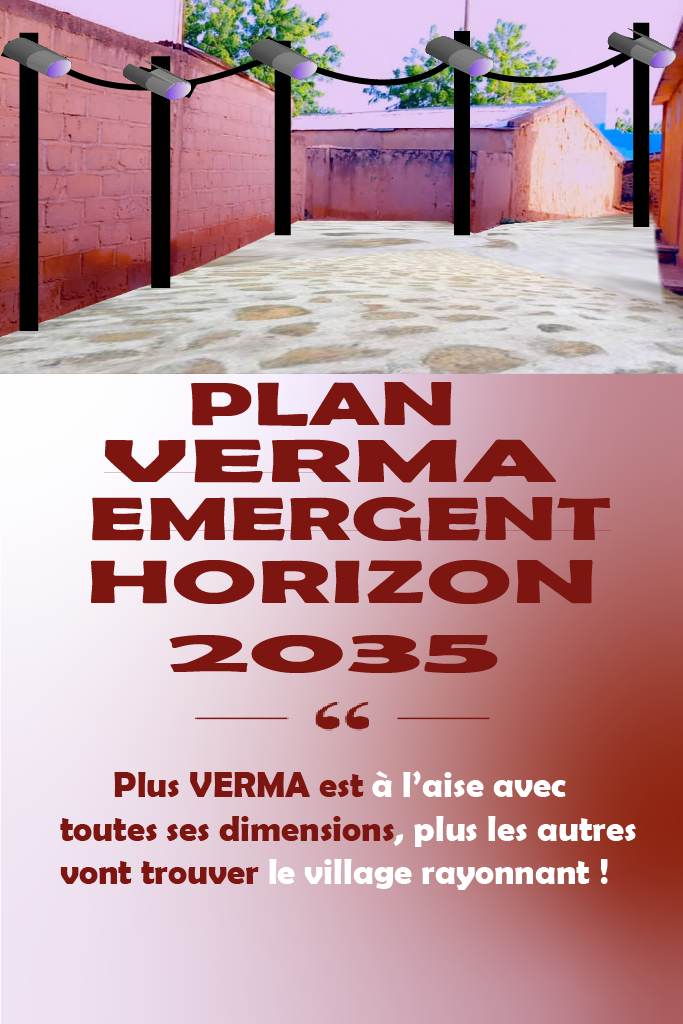 PLAN
VERMA
EMERGENT
HORIZON
2035
“
Plus VERMA est à l’aise avec
toutes ses dimensions, plus les autres
vont trouver le village rayonnant !